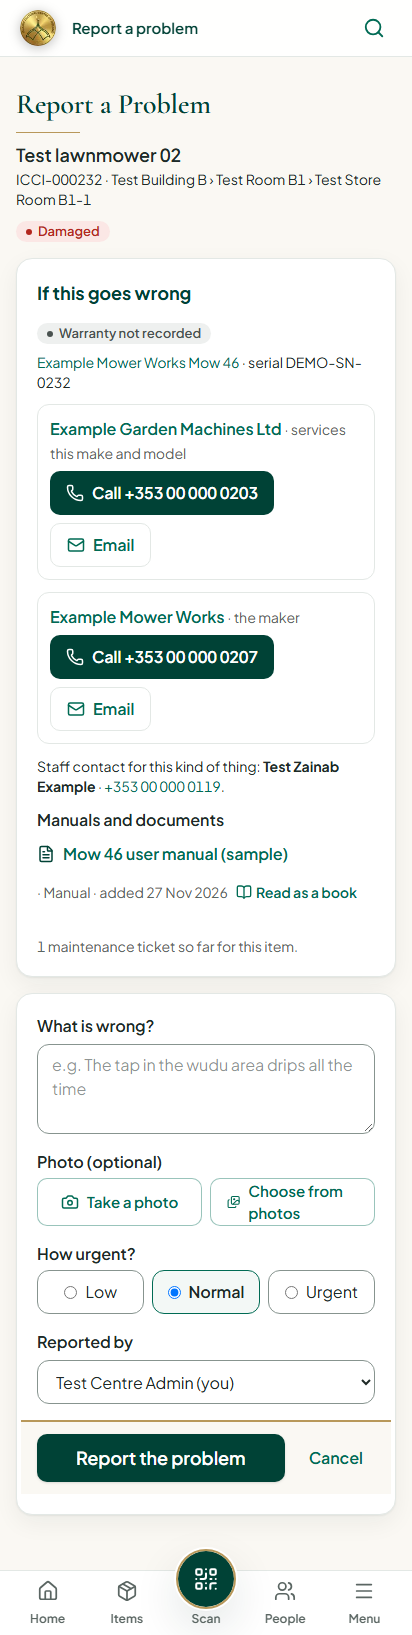 Report a problem
Report a Problem
Test lawnmower 02
ICCI-000232 · Test Building B › Test Room B1 › Test Store
Room B1-1
Damaged
If this goes wrong
Warranty not recorded
Example Mower Works Mow 46 · serial DEMO-SN-
0232
Example Garden Machines Ltd · services
this make and model
Call +353 00 000 0203
Email
Example Mower Works · the maker
Call +353 00 000 0207
Email
Staff contact for this kind of thing: Test Zainab
Example · +353 00 000 0119.
Manuals and documents
Mow 46 user manual (sample)
· Manual · added 27 Nov 2026 Read as a book
1 maintenance ticket so far for this item.
What is wrong?
e.g. The tap in the wudu area drips all the
time
Photo (optional)
Take a photo
Choose from
photos
How urgent?
Low
Normal
Urgent
Reported by
Test Centre Admin (you)
Report the problem
Cancel
Home
Items
Scan
People
Menu